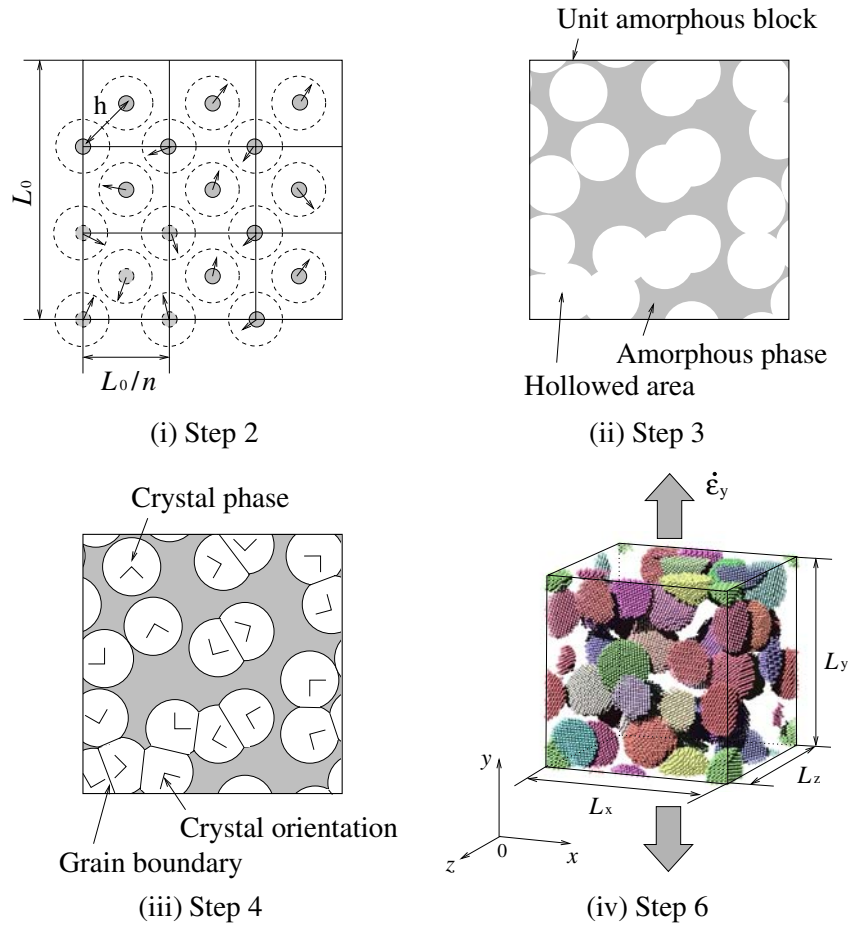 h
L₀
L₀/n
(i) Step 2
Unit amorphous block
Amorphous phase
Hollowed area
(ii) Step 3
Crystal phase
Crystal orientation
Grain boundary
(iii) Step 4
ε̇y
Ly
Lz
Lx
y
z
0
x
(iv) Step 6